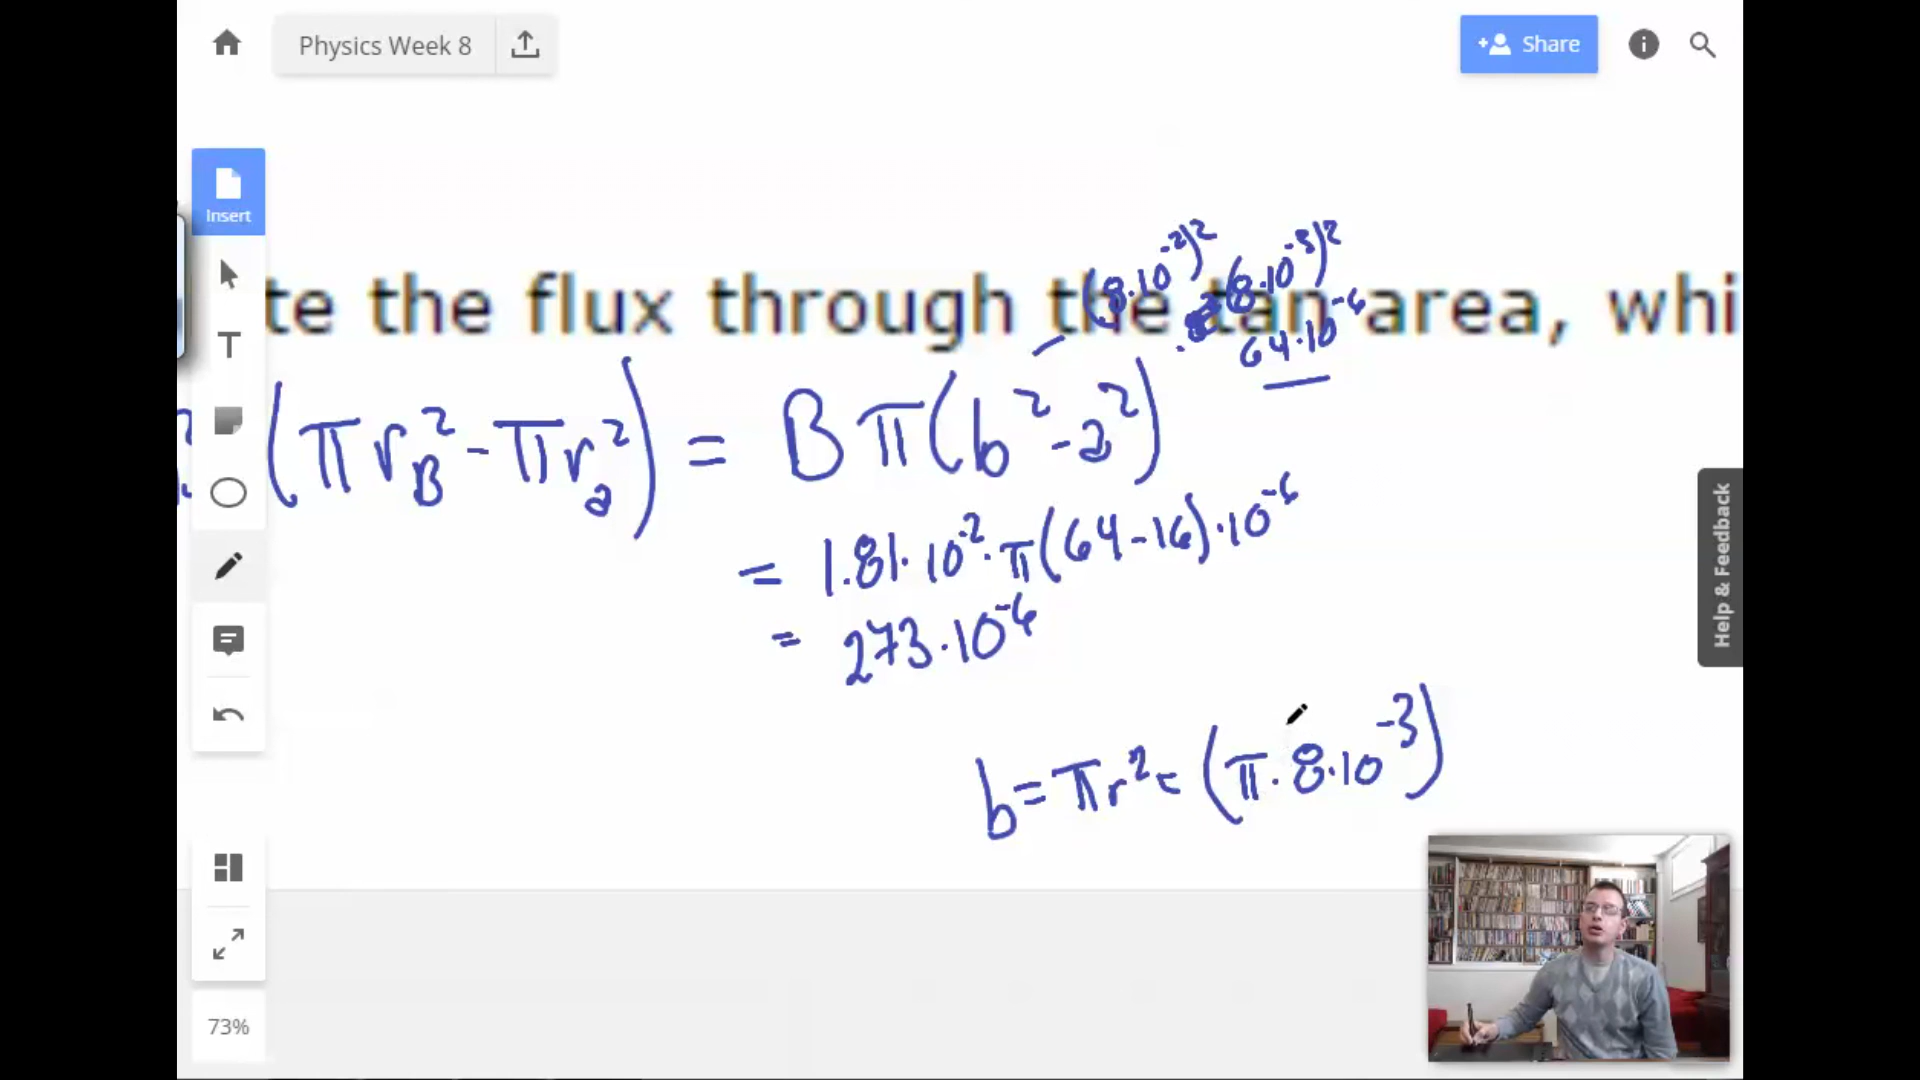 Physics Week 8
Share
Insert
(8·10⁻²)² (8·10⁻³)²
te the flux through the tan area, whi
64·10⁻⁶
(πr_B² - πr_a²) = Bπ(b² - a²)
= 1.81·10⁻²·π(64-16)·10⁻⁶
= 273·10⁻⁶
b = πr² = (π·8·10⁻³)
Help & Feedback
73%